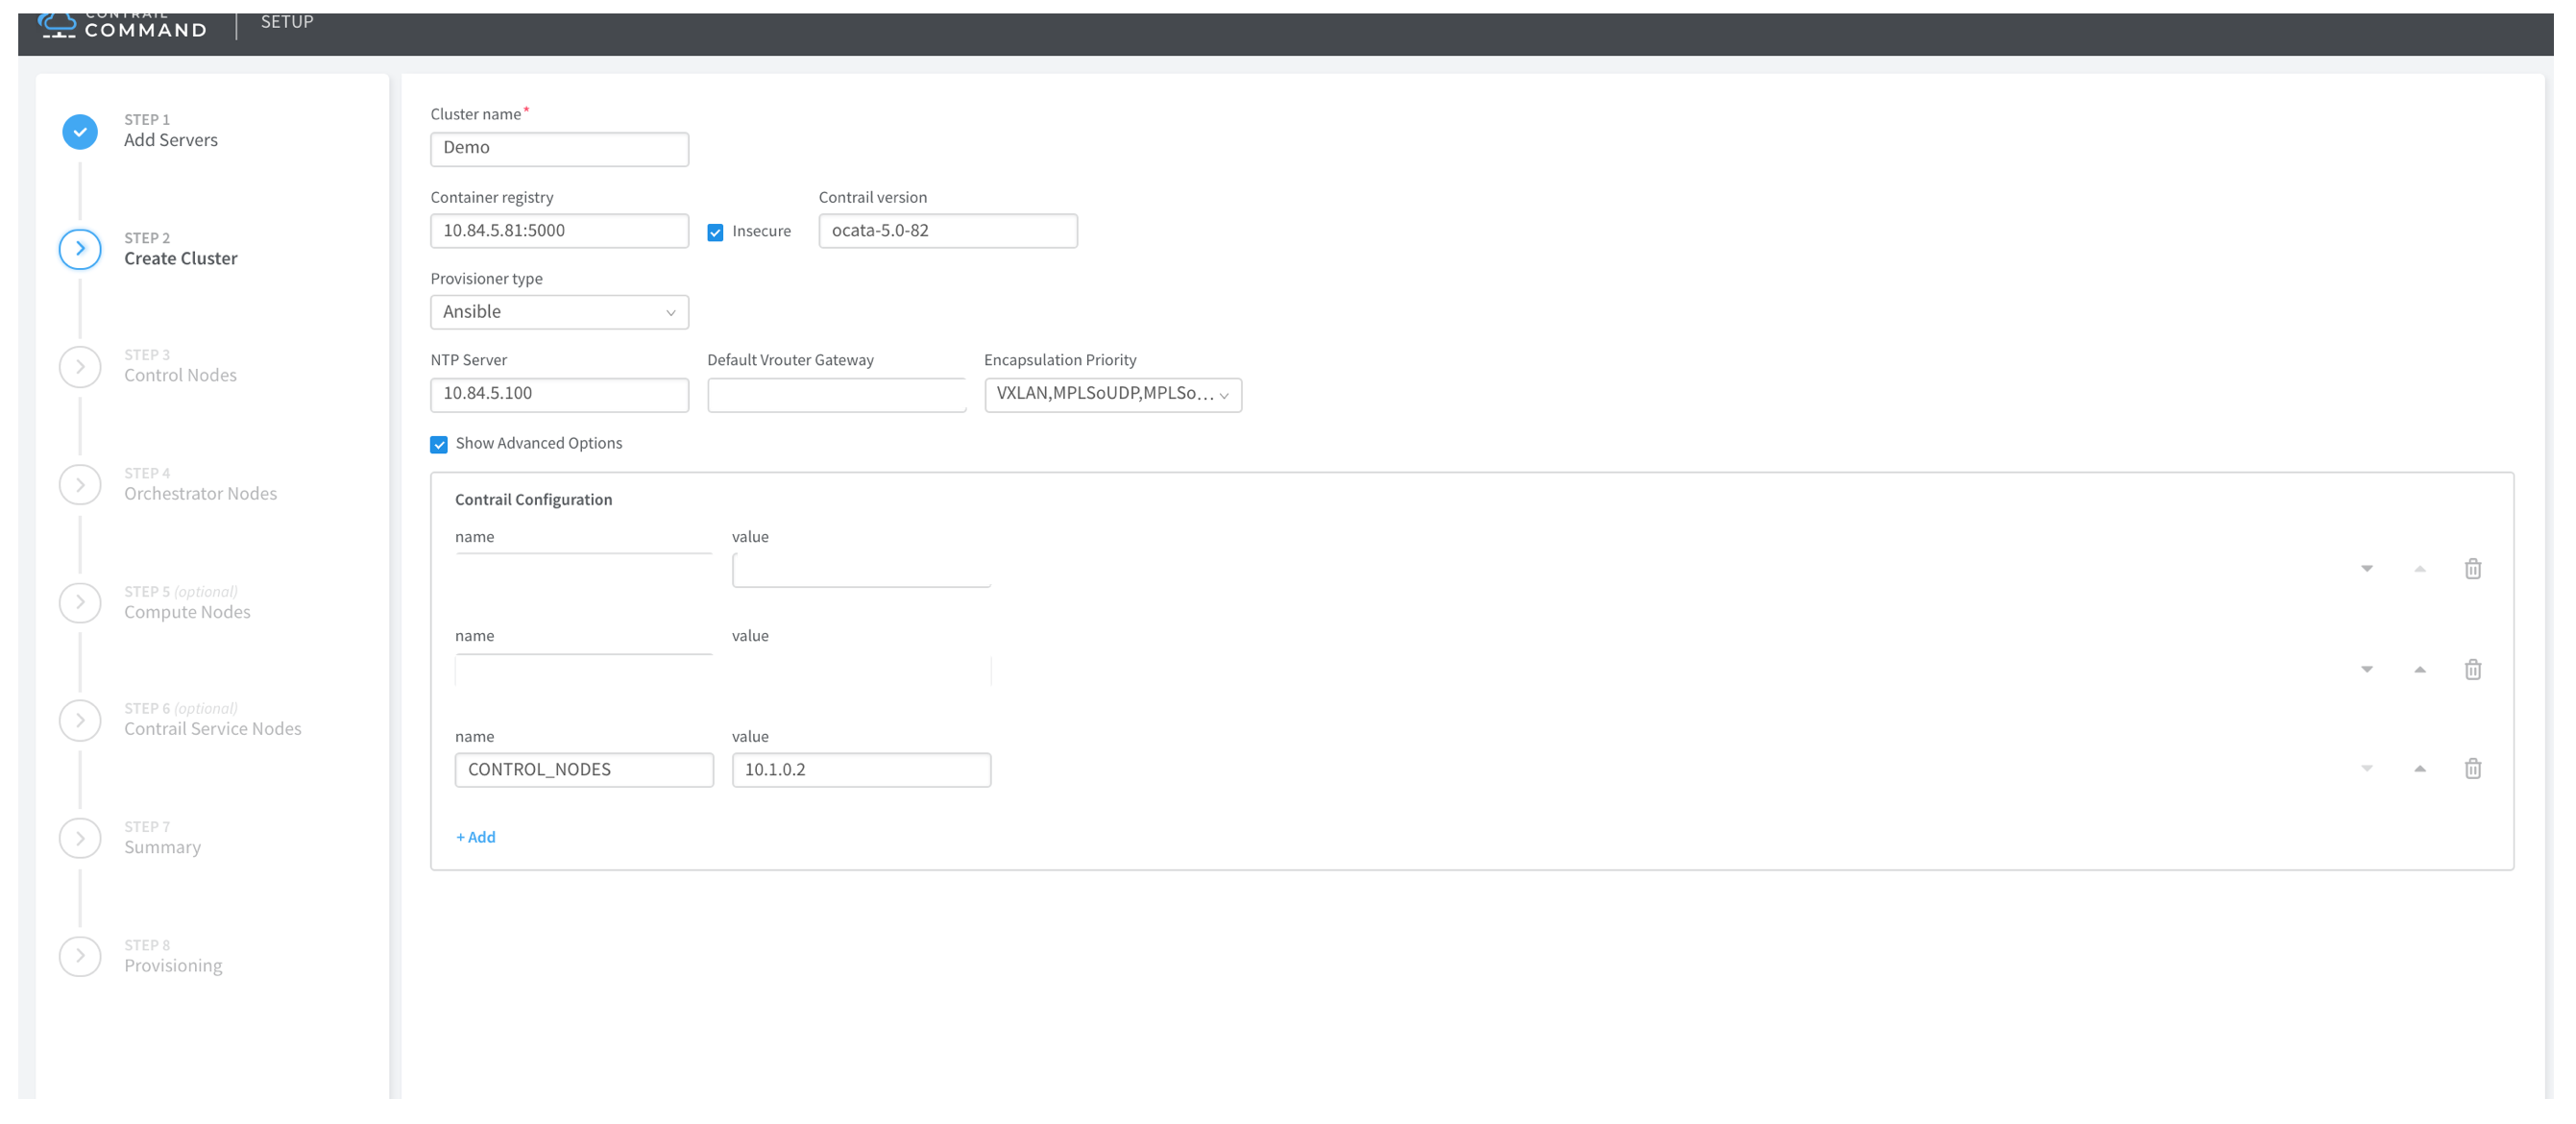 CONTRAIL
COMMAND
SETUP
STEP 1
Add Servers
STEP 2
Create Cluster
STEP 3
Control Nodes
STEP 4
Orchestrator Nodes
STEP 5 (optional)
Compute Nodes
STEP 6 (optional)
Contrail Service Nodes
STEP 7
Summary
STEP 8
Provisioning
Cluster name*
Demo
Container registry
Contrail version
10.84.5.81:5000
Insecure
ocata-5.0-82
Provisioner type
Ansible
NTP Server
Default Vrouter Gateway
Encapsulation Priority
10.84.5.100
VXLAN,MPLSoUDP,MPLSo...
Show Advanced Options
Contrail Configuration
name
value
name
value
name
value
CONTROL_NODES
10.1.0.2
+ Add